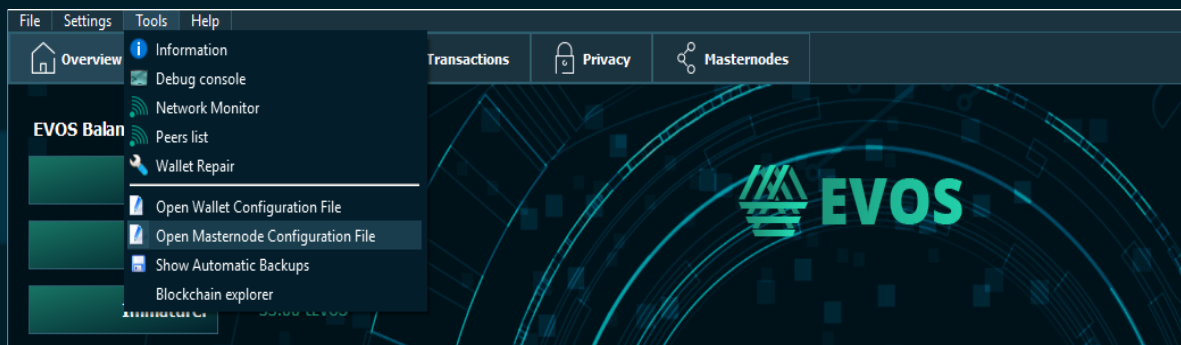 File Settings Tools Help
Overview Transactions Privacy Masternodes
Information
Debug console
Network Monitor
Peers list
Wallet Repair
Open Wallet Configuration File
Open Masternode Configuration File
Show Automatic Backups
Blockchain explorer
EVOS Balan
EVOS